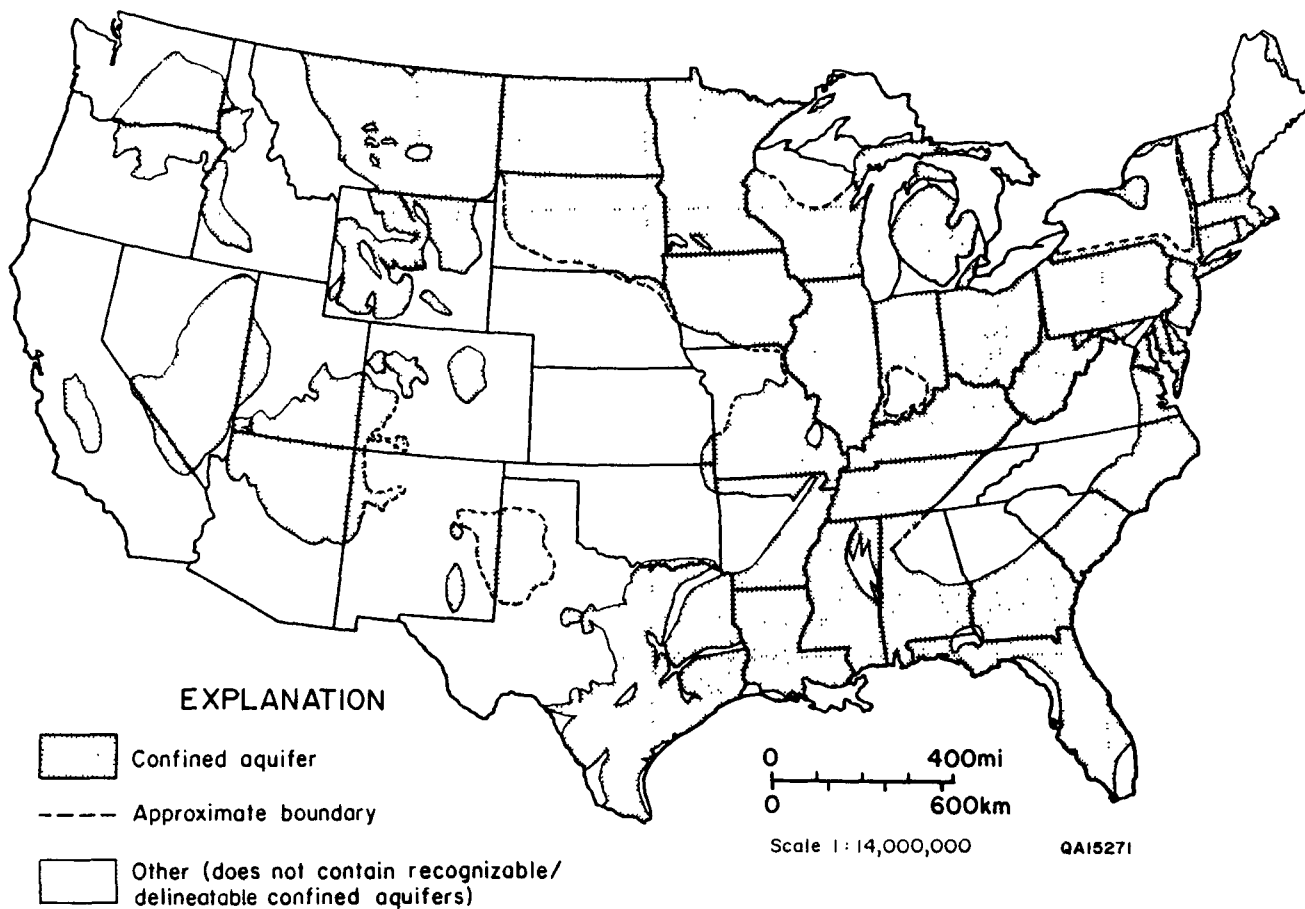 EXPLANATION
Confined aquifer
Approximate boundary
Other (does not contain recognizable/
delineatable confined aquifers)
0 400mi
0 600km
Scale 1:14,000,000
QA15271